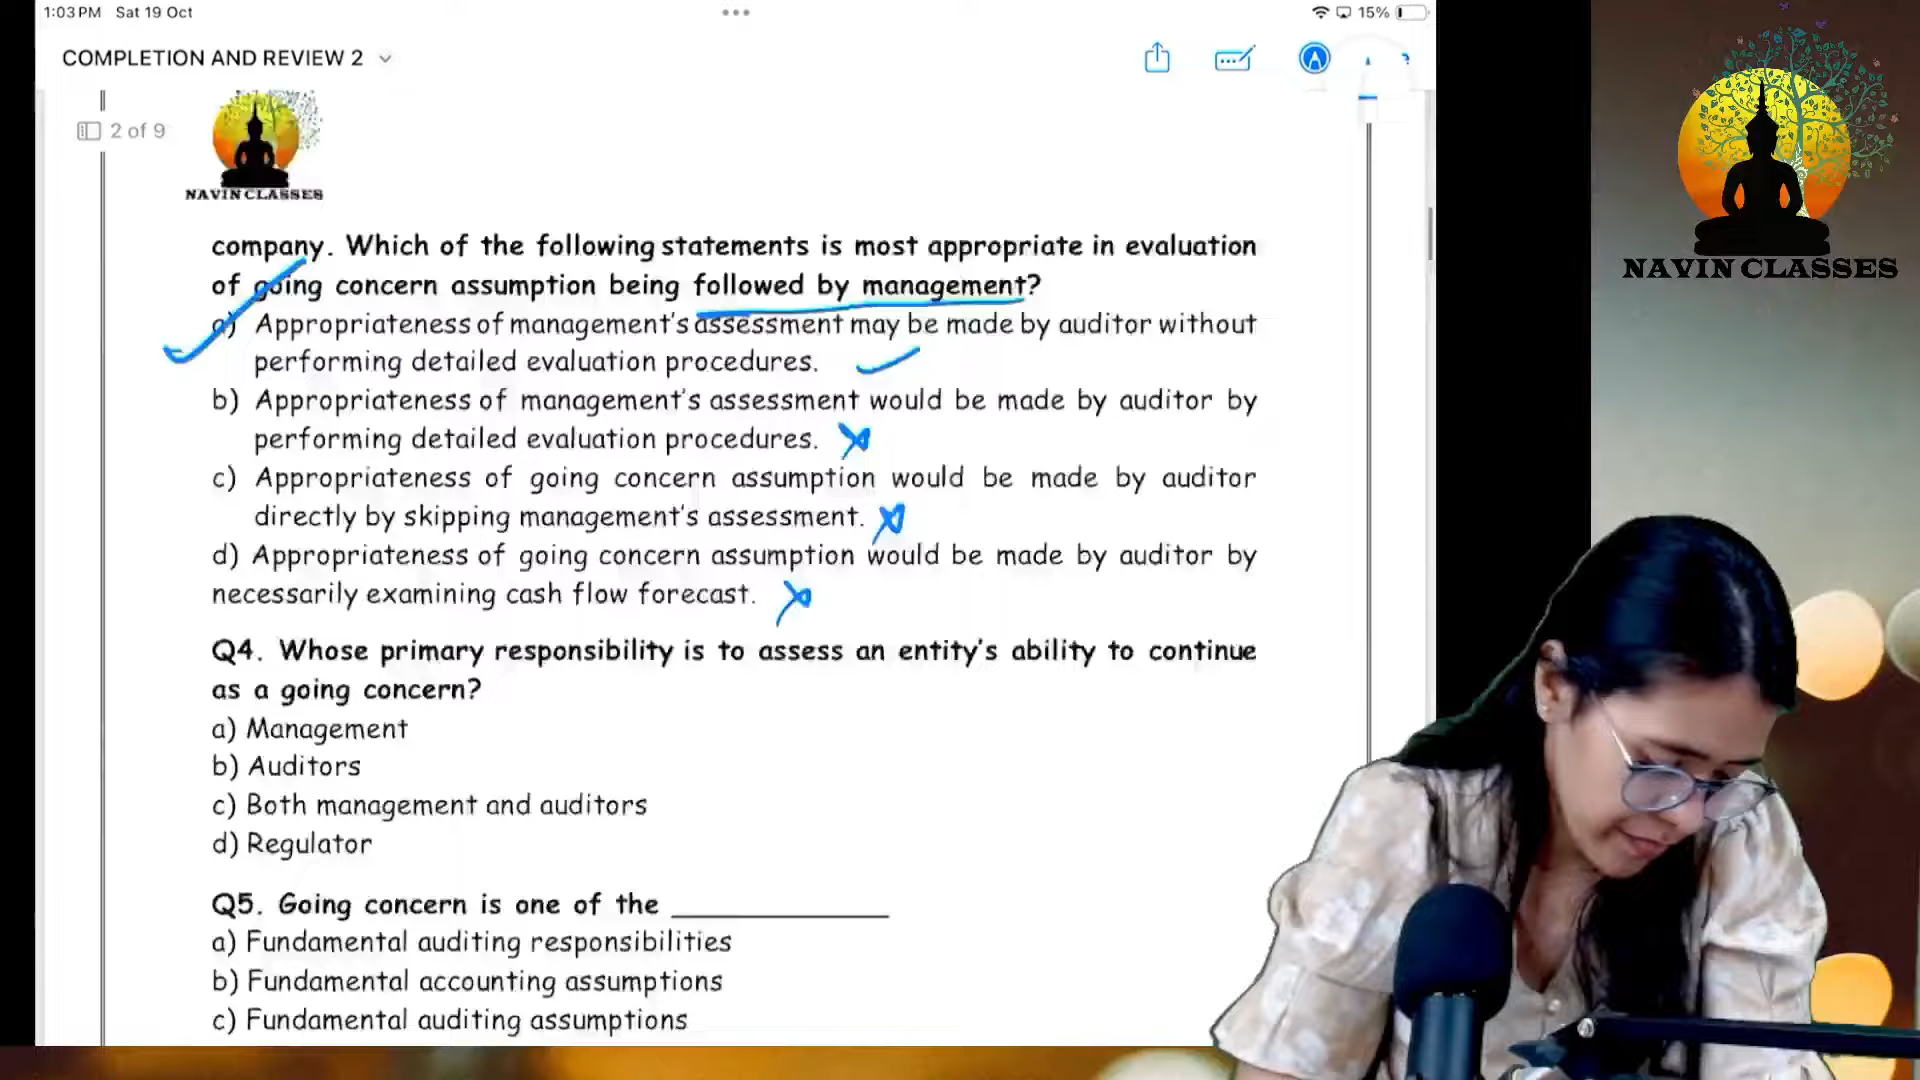 1:03 PM Sat 19 Oct
15%
COMPLETION AND REVIEW 2
2 of 9
NAVIN CLASSES
NAVIN CLASSES
company. Which of the following statements is most appropriate in evaluation
of going concern assumption being followed by management?
a) Appropriateness of management's assessment may be made by auditor without
performing detailed evaluation procedures.
b) Appropriateness of management's assessment would be made by auditor by
performing detailed evaluation procedures.
c) Appropriateness of going concern assumption would be made by auditor
directly by skipping management's assessment.
d) Appropriateness of going concern assumption would be made by auditor by
necessarily examining cash flow forecast.
Q4. Whose primary responsibility is to assess an entity's ability to continue
as a going concern?
a) Management
b) Auditors
c) Both management and auditors
d) Regulator
Q5. Going concern is one of the ________________
a) Fundamental auditing responsibilities
b) Fundamental accounting assumptions
c) Fundamental auditing assumptions